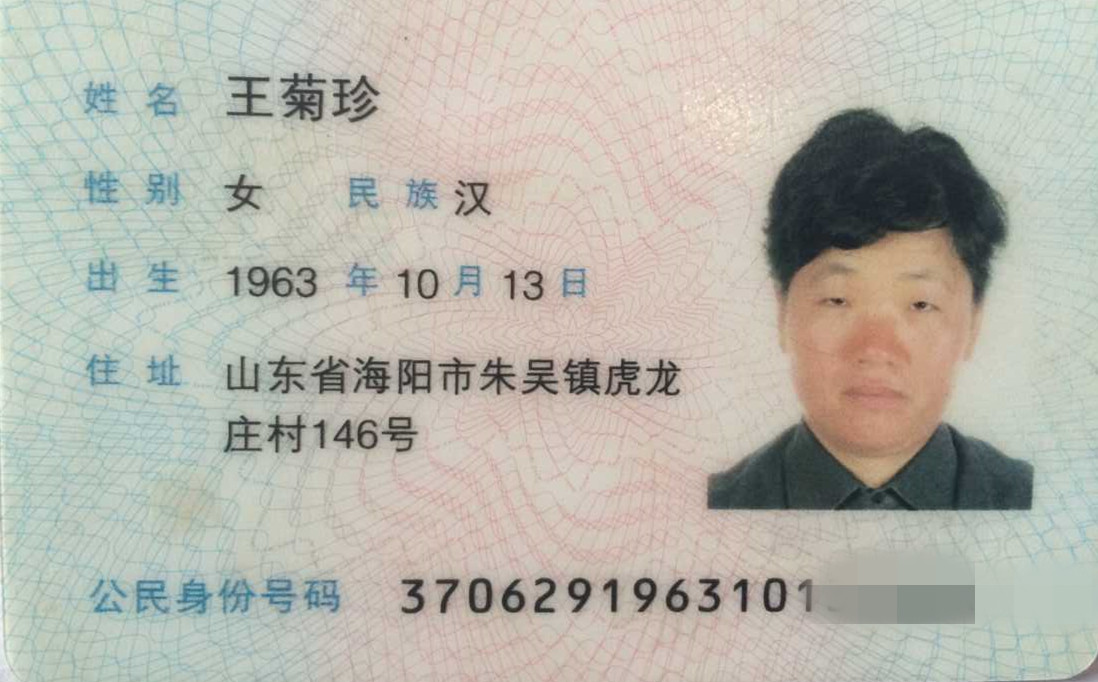 姓名 王菊珍
性别 女 民族 汉
出生 1963 年 10 月 13 日
住址 山东省海阳市朱吴镇虎龙
庄村146号
公民身份号码 3706291963101